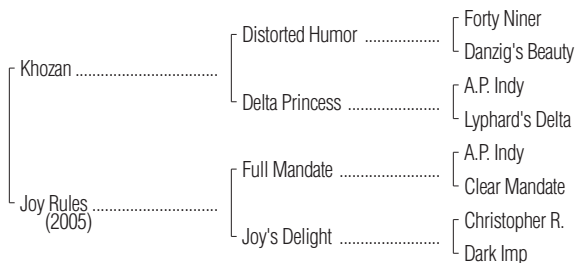 Forty Niner
Distorted Humor ..................
Danzig's Beauty
Khozan ..................................
A.P. Indy
Delta Princess ......................
Lyphard's Delta
A.P. Indy
Full Mandate ........................
Clear Mandate
Joy Rules ..............................
(2005)
Christopher R.
Joy's Delight ........................
Dark Imp